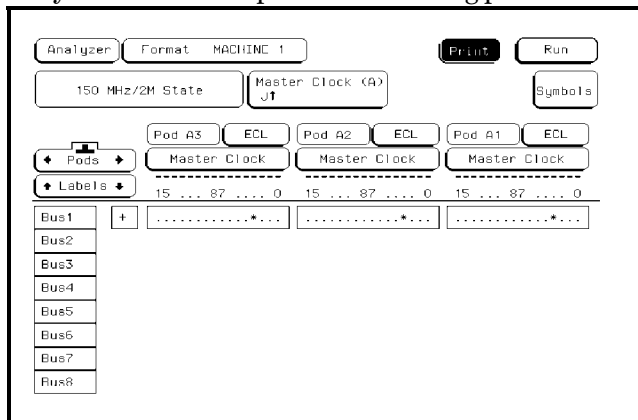 Analyzer Format MACHINE 1 Print Run
150 MHz/2M State Master Clock (A) Symbols
J↑
Pod A3 ECL Pod A2 ECL Pod A1 ECL
← Pods → Master Clock Master Clock Master Clock
↑ Labels ↓ 15 ... 87 .... 0 15 ... 87 .... 0 15 ... 87 .... 0
Bus1 + ............*... ............*... ............*...
Bus2
Bus3
Bus4
Bus5
Bus6
Bus7
Bus8